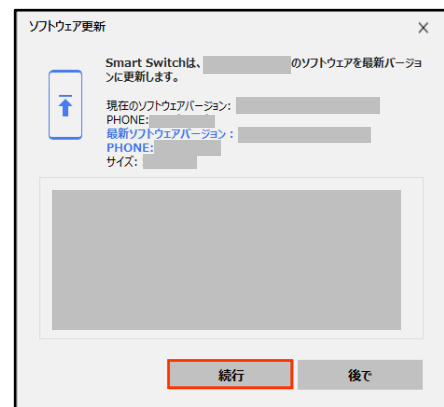 ソフトウェア更新
Smart Switchは、 のソフトウェアを最新バージョ
ンに更新します。
現在のソフトウェアバージョン:
PHONE:
最新ソフトウェアバージョン :
PHONE:
サイズ:
続行
後で